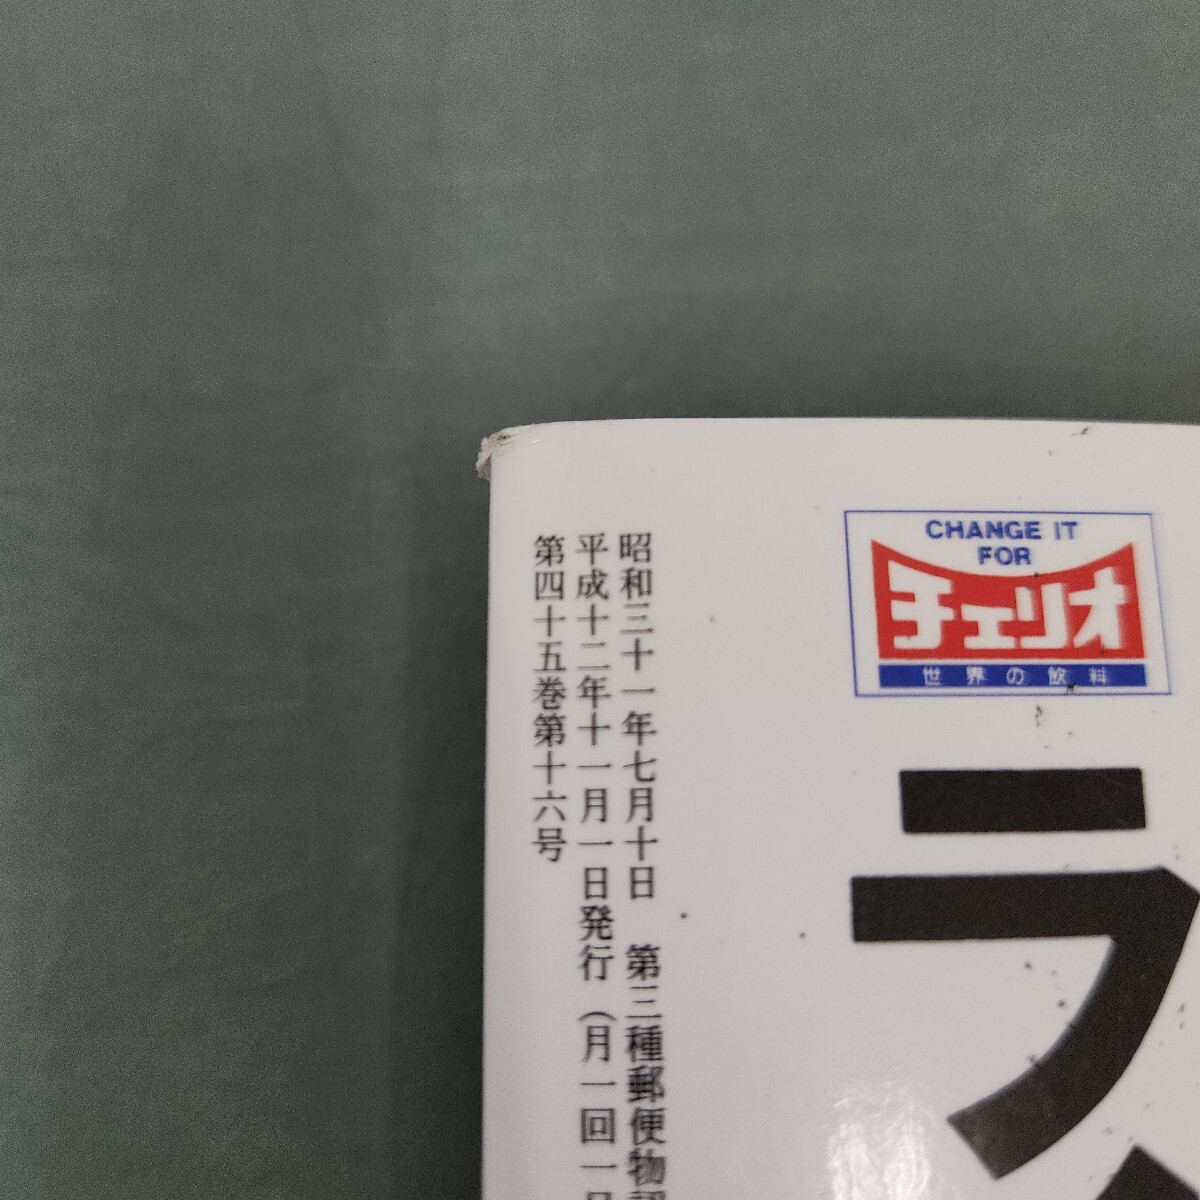 昭和三十一年七月十日 第三種郵便物認
平成十二年十一月一日発行(月一回一日
第四十五巻第十六号
CHANGE IT
FOR
チェリオ
世界の飲料
ラ